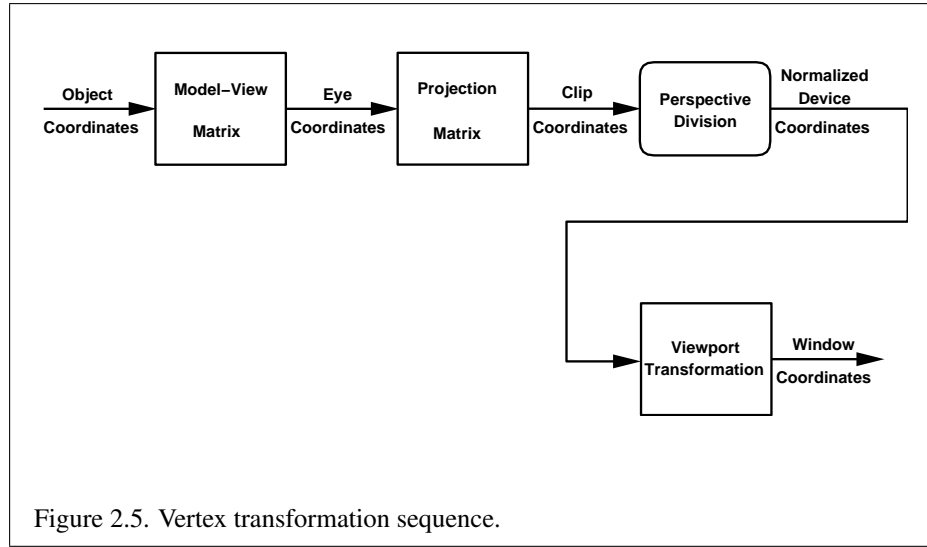 Object
Coordinates
Model–View
Matrix
Eye
Coordinates
Projection
Matrix
Clip
Coordinates
Perspective
Division
Normalized
Device
Coordinates
Viewport
Transformation
Window
Coordinates
Figure 2.5. Vertex transformation sequence.